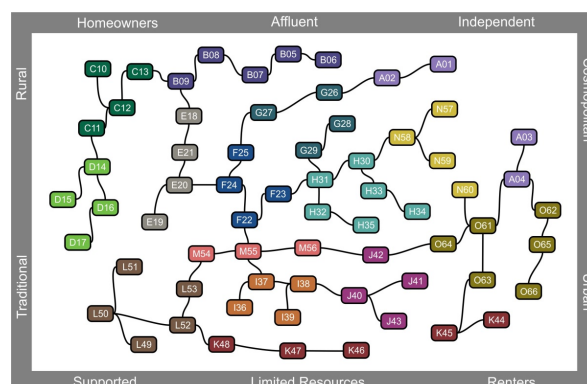 Homeowners Affluent Independent
Rural
Traditional
B08 B05 B06
C10 C13 B09 B07 A02 A01
G26
C12 E18 G27 N57
C11 G28 N58 A03
D14 E21 F25 G29 H30 N59
D15 D16 E20 F24 F23 H31 H33 N60 A04
D17 E19 F22 H32 H35 H34 O61 O62
M54 M55 M56 J42 O64 O65
L51 L53 I37 I38 J41 O63 O66
I36 I39 J40 J43
L50 L52 K45 K44
L49 K48 K47 K46
Supported Limited Resources Renters